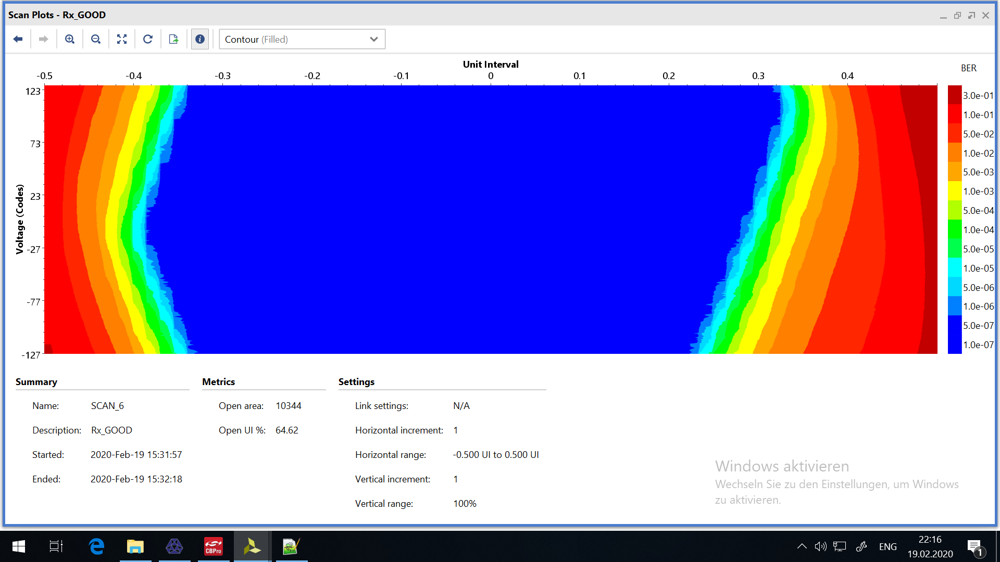 Scan Plots - Rx_GOOD
Contour (Filled)
Unit Interval
BER
-0.5 -0.4 -0.3 -0.2 -0.1 0 0.1 0.2 0.3 0.4
Voltage (Codes)
123
73
23
-27
-77
-127
3.0e-01
1.0e-01
5.0e-02
1.0e-02
5.0e-03
1.0e-03
5.0e-04
1.0e-04
5.0e-05
1.0e-05
5.0e-06
1.0e-06
5.0e-07
1.0e-07
Summary
Name: SCAN_6
Description: Rx_GOOD
Started: 2020-Feb-19 15:31:57
Ended: 2020-Feb-19 15:32:18
Metrics
Open area: 10344
Open UI %: 64.62
Settings
Link settings: N/A
Horizontal increment: 1
Horizontal range: -0.500 UI to 0.500 UI
Vertical increment: 1
Vertical range: 100%
Windows aktivieren
Wechseln Sie zu den Einstellungen, um Windows
zu aktivieren.
CBPro
ENG
22:16
19.02.2020
1